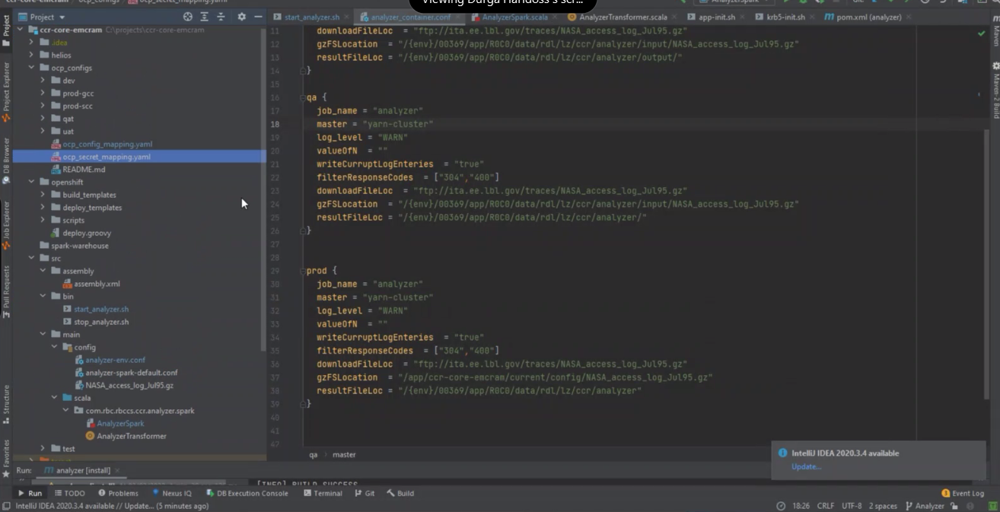 Viewing Durga Handoss's scr...
ccr-core-emcram
ocp_configs
ocp_secret_mapping.yaml
Project
start_analyzer.sh
analyzer_container.conf
AnalyzerSpark.scala
AnalyzerTransformer.scala
app-init.sh
krb5-init.sh
pom.xml (analyzer)
ccr-core-emcram C:\projects\ccr-core-emcram
.idea
helios
ocp_configs
dev
prod-gcc
prod-scc
qat
uat
ocp_config_mapping.yaml
ocp_secret_mapping.yaml
README.md
openshift
build_templates
deploy_templates
scripts
deploy.groovy
spark-warehouse
src
assembly
assembly.xml
bin
start_analyzer.sh
stop_analyzer.sh
main
config
analyzer-env.conf
analyzer-spark-default.conf
NASA_access_log_Jul95.gz
scala
com.rbc.rbccs.ccr.analyzer.spark
AnalyzerSpark
AnalyzerTransformer
test
11 downloadFileLoc = "ftp://ita.ee.lbl.gov/traces/NASA_access_log_Jul95.gz"
12 gzFSLocation = "/{env}/00369/app/R0C0/data/rdl/lz/ccr/analyzer/input/NASA_access_log_Jul95.gz"
13 resultFileLoc = "/{env}/00369/app/R0C0/data/rdl/lz/ccr/analyzer/output/"
14 }
15
16 qa {
17 job_name = "analyzer"
18 master = "yarn-cluster"
19 log_level = "WARN"
20 valueOfN = ""
21 writeCurruptLogEnteries = "true"
22 filterResponseCodes = ["304","400"]
23 downloadFileLoc = "ftp://ita.ee.lbl.gov/traces/NASA_access_log_Jul95.gz"
24 gzFSLocation = "/{env}/00369/app/R0C0/data/rdl/lz/ccr/analyzer/input/NASA_access_log_Jul95.gz"
25 resultFileLoc = "/{env}/00369/app/R0C0/data/rdl/lz/ccr/analyzer/"
26 }
27
28
29 prod {
30 job_name = "analyzer"
31 master = "yarn-cluster"
32 log_level = "WARN"
33 valueOfN = ""
34 writeCurruptLogEnteries = "true"
35 filterResponseCodes = ["304","400"]
36 downloadFileLoc = "ftp://ita.ee.lbl.gov/traces/NASA_access_log_Jul95.gz"
37 gzFSLocation = "/app/ccr-core-emcram/current/config/NASA_access_log_Jul95.gz"
38 resultFileLoc = "/{env}/00369/app/R0C0/data/rdl/lz/ccr/analyzer"
39 }
40
41
qa > master
Project
Project Explorer
DB Browser
Job Explorer
Pull Requests
Structure
Favorites
Maven
Maven-2 Build
IntelliJ IDEA 2020.3.4 available
Update...
Run: analyzer [install]
[INFO] BUILD SUCCESS
Run
TODO
Problems
Nexus IQ
DB Execution Console
Terminal
Git
Build
Event Log
IntelliJ IDEA 2020.3.4 available // Update... (5 minutes ago)
18:26 CRLF UTF-8 2 spaces Analyzer